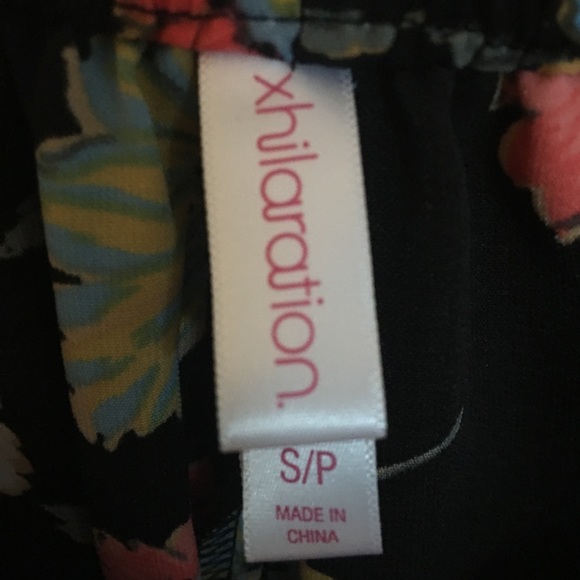 xhilaration.
S/P
MADE IN
CHINA